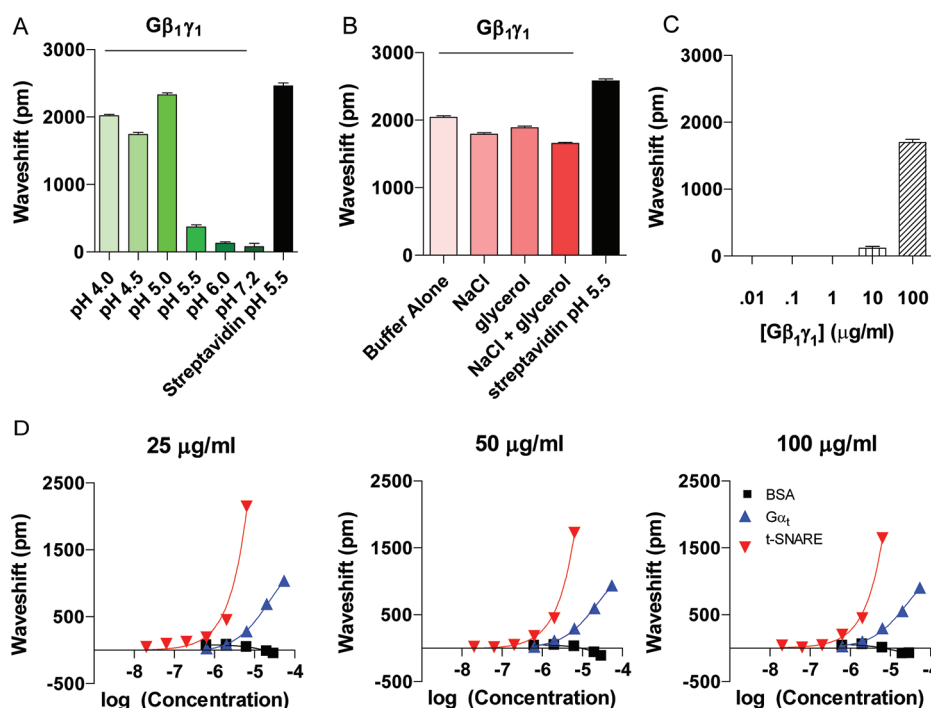 A
Gβ₁γ₁
Waveshift (pm)
3000
2000
1000
0
pH 4.0
pH 4.5
pH 5.0
pH 5.5
pH 6.0
pH 7.2
Streptavidin pH 5.5
B
Gβ₁γ₁
Waveshift (pm)
3000
2000
1000
0
Buffer Alone
NaCl
glycerol
NaCl + glycerol
streptavidin pH 5.5
C
Waveshift (pm)
3000
2000
1000
0
.01 .1 1 10 100
[Gβ₁γ₁] (μg/ml)
D
25 μg/ml
Waveshift (pm)
2500
1500
500
-500
-8 -7 -6 -5 -4
log (Concentration)
50 μg/ml
Waveshift (pm)
2500
1500
500
-500
-8 -7 -6 -5 -4
log (Concentration)
100 μg/ml
Waveshift (pm)
2500
1500
500
-500
-8 -7 -6 -5 -4
log (Concentration)
BSA
Gαₜ
t-SNARE